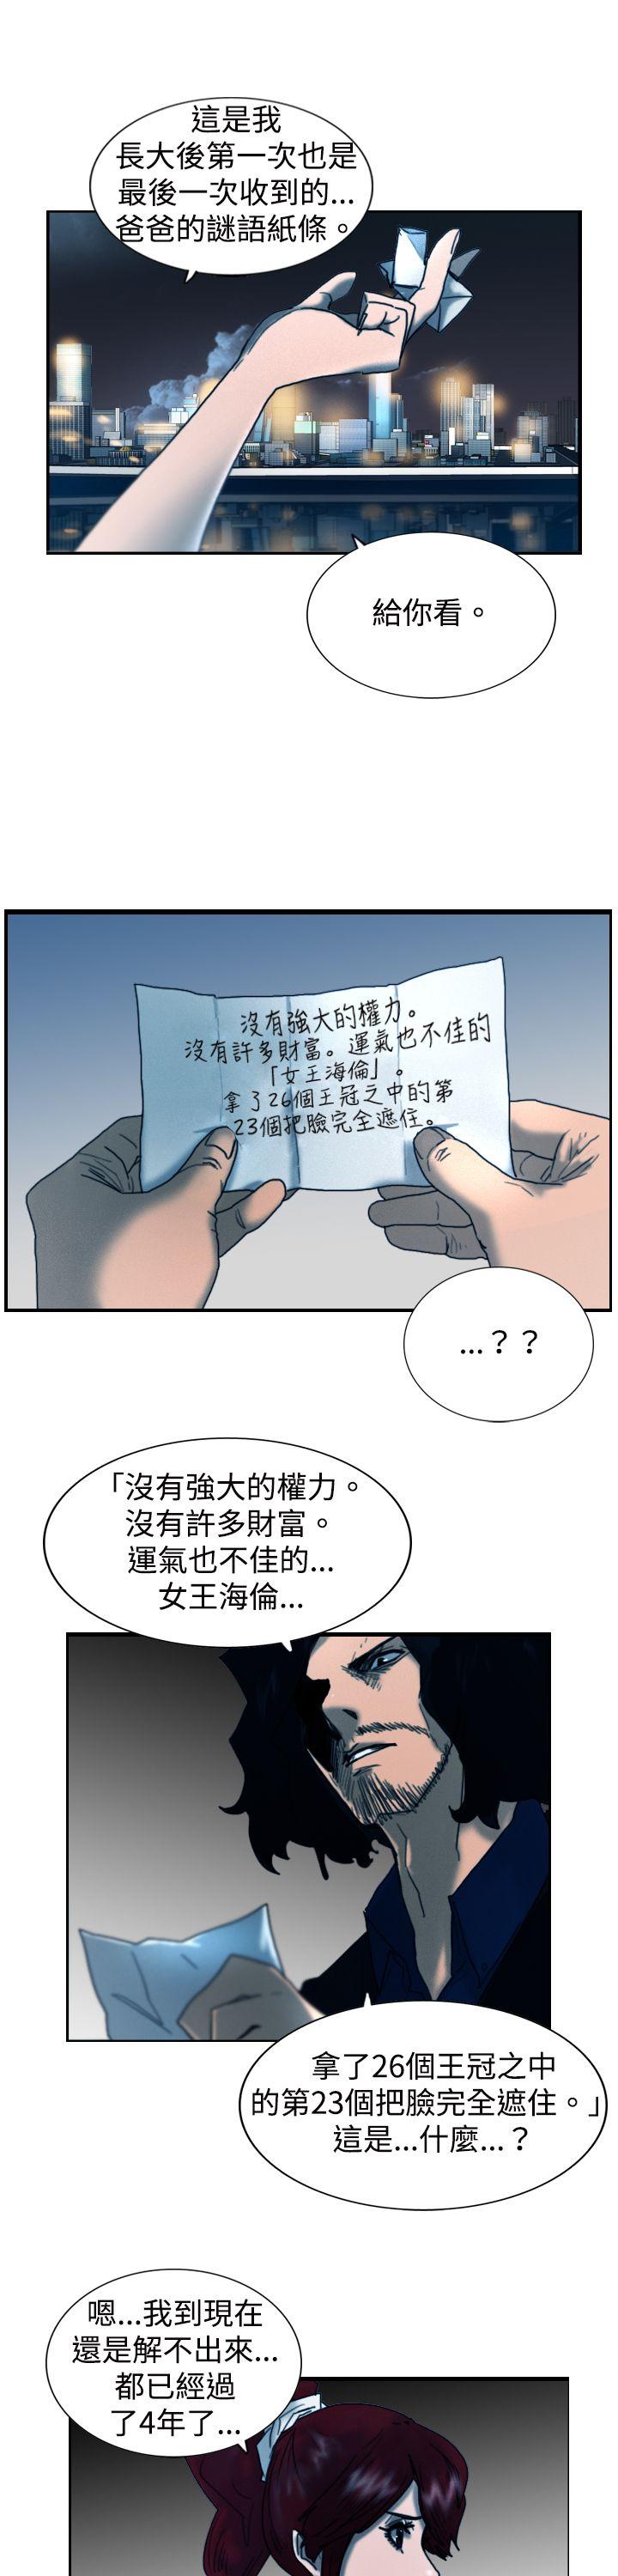 這是我
長大後第一次也是
最後一次收到的...
爸爸的謎語紙條。
給你看。
沒有強大的權力。
沒有許多財富。運氣也不佳的
「女王海倫」。
拿了26個王冠之中的第
23個把臉完全遮住。
...？？
「沒有強大的權力。
沒有許多財富。
運氣也不佳的...
女王海倫...
拿了26個王冠之中
的第23個把臉完全遮住。」
這是...什麼...？
嗯...我到現在
還是解不出來...
都已經過
了4年了...